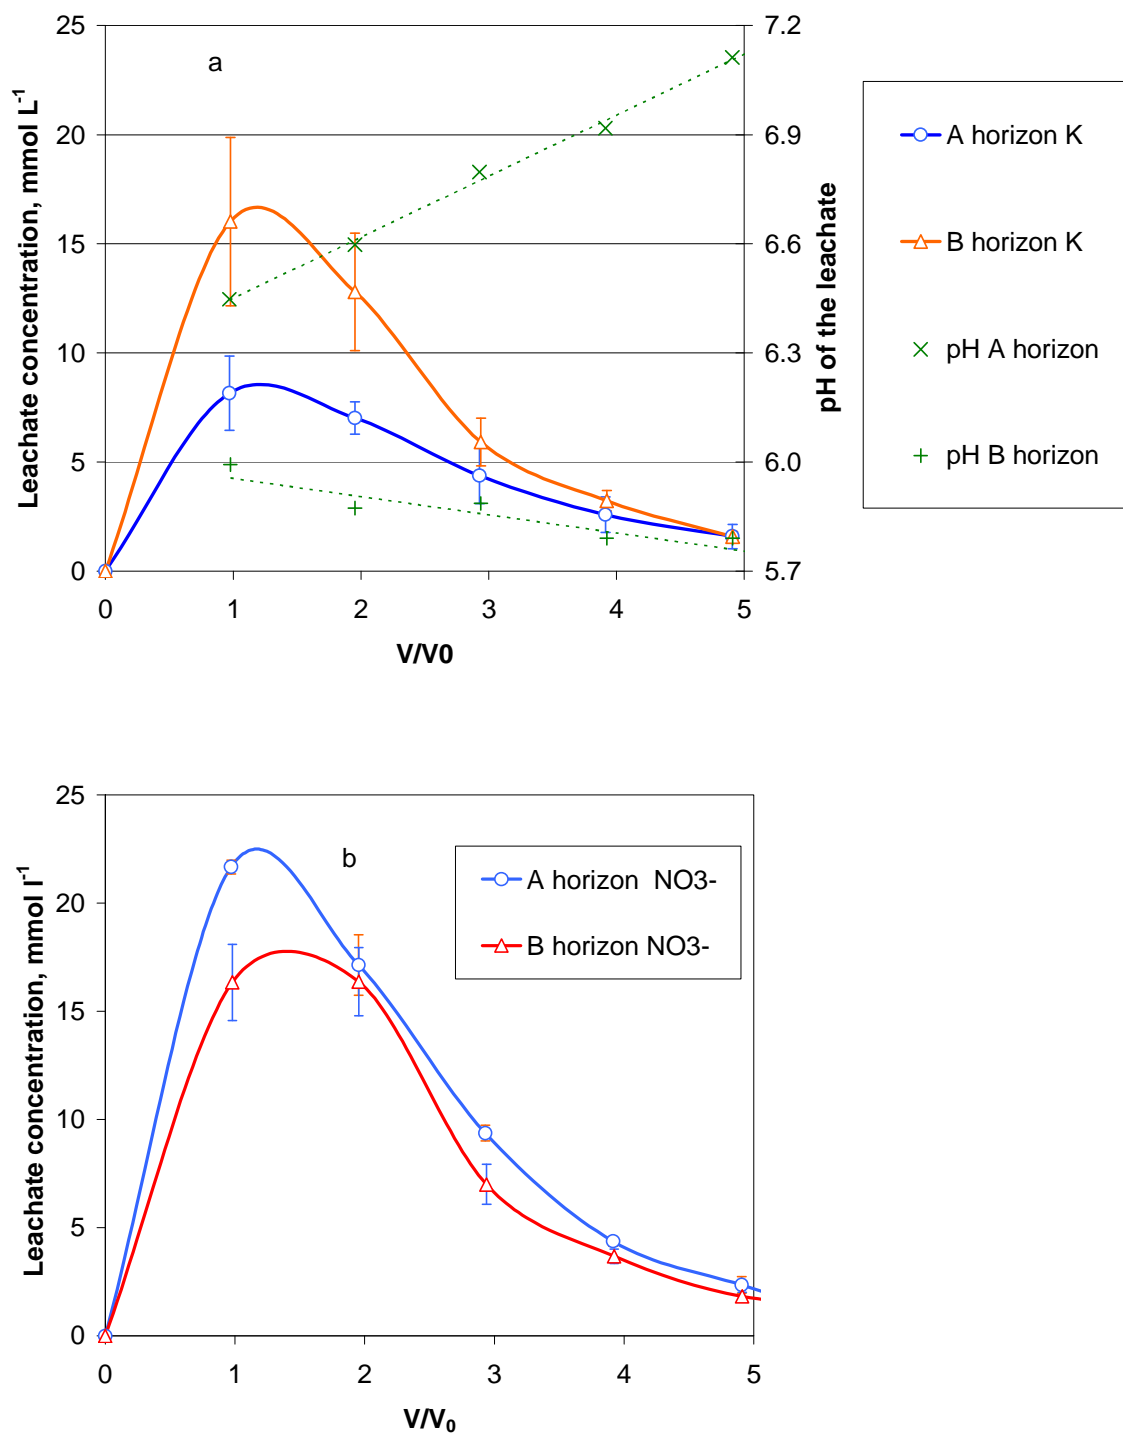 25
20
15
10
5
0
Leachate concentration, mmol L-1
a
7.2
6.9
6.6
6.3
6.0
5.7
pH of the leachate
0 1 2 3 4 5
V/V0
A horizon K
B horizon K
pH A horizon
pH B horizon
25
20
15
10
5
0
Leachate concentration, mmol l-1
b
A horizon  NO3-
B horizon NO3-
0 1 2 3 4 5
V/V0